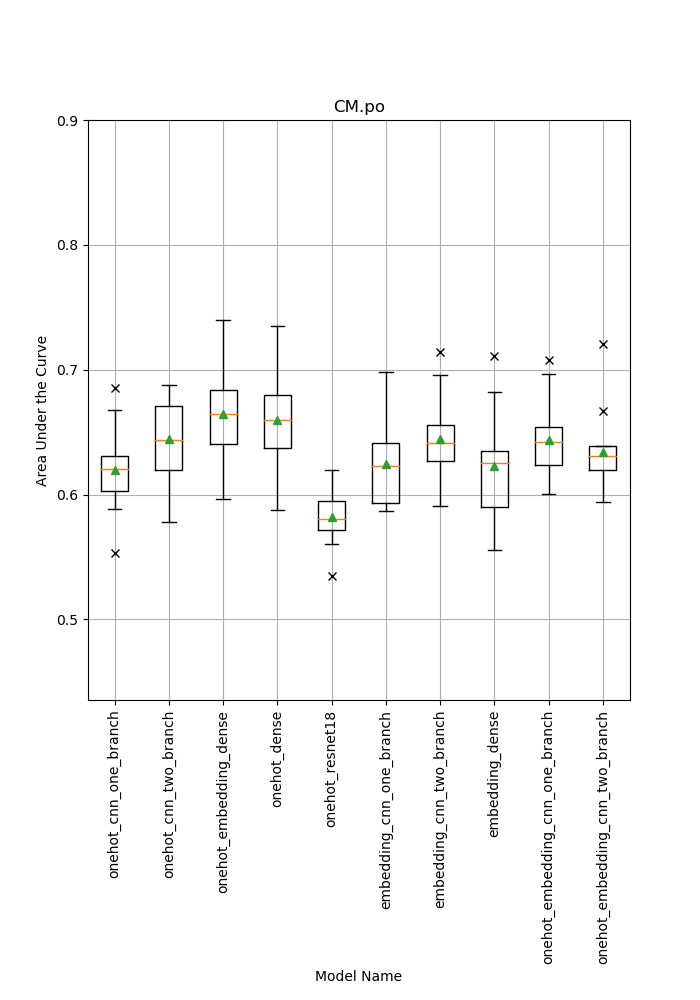 CM.po
0.9
0.8
0.7
0.6
0.5
Area Under the Curve
onehot_cnn_one_branch
onehot_cnn_two_branch
onehot_embedding_dense
onehot_dense
onehot_resnet18
embedding_cnn_one_branch
embedding_cnn_two_branch
embedding_dense
onehot_embedding_cnn_one_branch
onehot_embedding_cnn_two_branch
Model Name